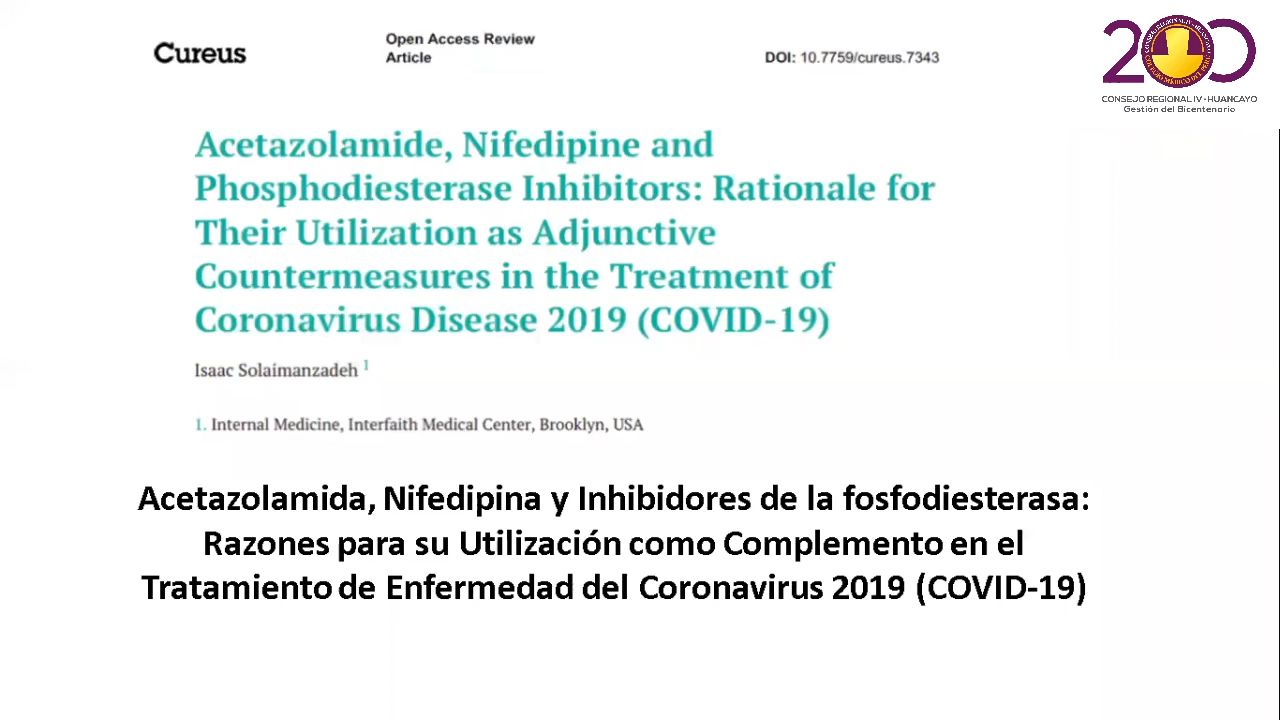 Cureus
Open Access Review
Article
DOI: 10.7759/cureus.7343
200
CONSEJO REGIONAL IV - HUANCAYO
Gestión del Bicentenario
Acetazolamide, Nifedipine and
Phosphodiesterase Inhibitors: Rationale for
Their Utilization as Adjunctive
Countermeasures in the Treatment of
Coronavirus Disease 2019 (COVID-19)
Isaac Solaimanzadeh 1
1. Internal Medicine, Interfaith Medical Center, Brooklyn, USA
Acetazolamida, Nifedipina y Inhibidores de la fosfodiesterasa:
Razones para su Utilización como Complemento en el
Tratamiento de Enfermedad del Coronavirus 2019 (COVID-19)